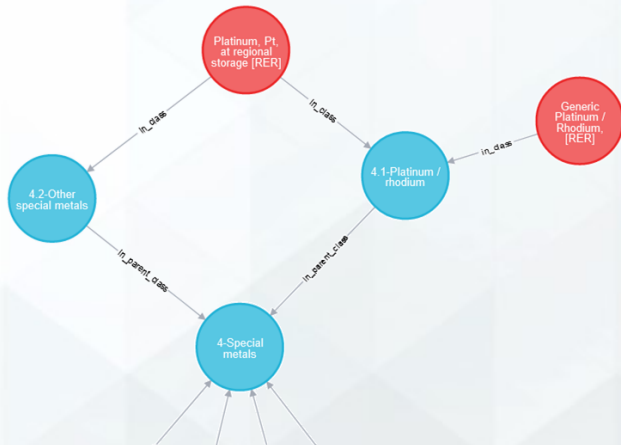 Platinum, Pt,
at regional
storage [RER]
In_class
In_class
Generic
Platinum /
Rhodium,
[RER]
in_class
4.1-Platinum /
rhodium
4.2-Other
special metals
In_parent_class
In_parent_class
4-Special
metals